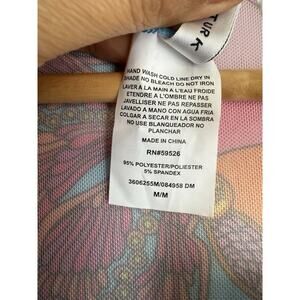 TUR K
HAND WASH COLD LINE DRY IN
SHADE NO BLEACH DO NOT IRON
LAVER À LA MAIN À L'EAU FROIDE
ETENDRE A L'OMBRE NE PAS
JAVELLISER NE PAS REPASSER
LAVADO A MANO CON AGUA FRIA
COLGAR A SECAR EN LA SOMBRA
NO USE BLANQUEADOR NO
PLANCHAR
MADE IN CHINA
RN#59526
95% POLYESTER/POLIESTER
5% SPANDEX
3606255M/084958 DM
M/M